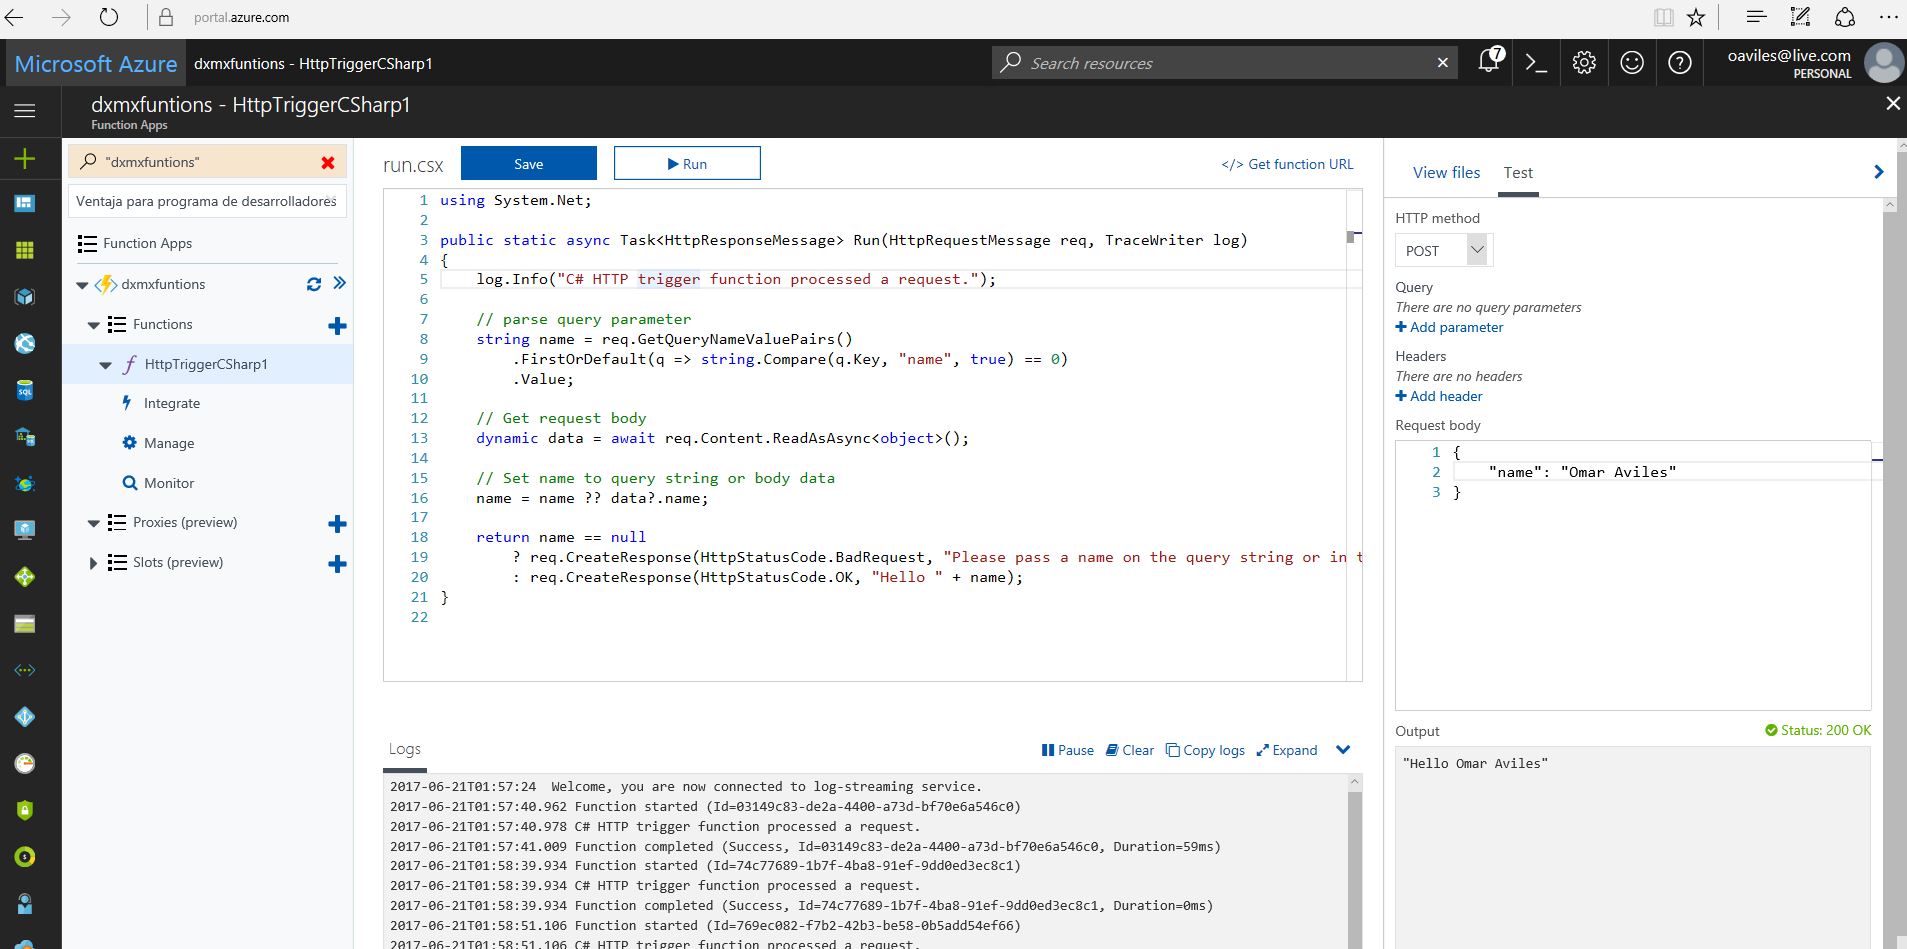 portal.azure.com
Microsoft Azure
dxmxfuntions - HttpTriggerCSharp1
Search resources
7
oaviles@live.com
PERSONAL
dxmxfuntions - HttpTriggerCSharp1
Function Apps
"dxmxfuntions"
Ventaja para programa de desarrolladores
Function Apps
dxmxfuntions
Functions
HttpTriggerCSharp1
Integrate
Manage
Monitor
Proxies (preview)
Slots (preview)
SQL
run.csx
Save
Run
</> Get function URL
1 using System.Net;
2
3 public static async Task<HttpResponseMessage> Run(HttpRequestMessage req, TraceWriter log)
4 {
5     log.Info("C# HTTP trigger function processed a request.");
6
7     // parse query parameter
8     string name = req.GetQueryNameValuePairs()
9         .FirstOrDefault(q => string.Compare(q.Key, "name", true) == 0)
10         .Value;
11
12     // Get request body
13     dynamic data = await req.Content.ReadAsAsync<object>();
14
15     // Set name to query string or body data
16     name = name ?? data?.name;
17
18     return name == null
19         ? req.CreateResponse(HttpStatusCode.BadRequest, "Please pass a name on the query string or in t
20         : req.CreateResponse(HttpStatusCode.OK, "Hello " + name);
21 }
22
Logs
Pause Clear Copy logs Expand
2017-06-21T01:57:24  Welcome, you are now connected to log-streaming service.
2017-06-21T01:57:40.962 Function started (Id=03149c83-de2a-4400-a73d-bf70e6a546c0)
2017-06-21T01:57:40.978 C# HTTP trigger function processed a request.
2017-06-21T01:57:41.009 Function completed (Success, Id=03149c83-de2a-4400-a73d-bf70e6a546c0, Duration=59ms)
2017-06-21T01:58:39.934 Function started (Id=74c77689-1b7f-4ba8-91ef-9dd0ed3ec8c1)
2017-06-21T01:58:39.934 C# HTTP trigger function processed a request.
2017-06-21T01:58:39.934 Function completed (Success, Id=74c77689-1b7f-4ba8-91ef-9dd0ed3ec8c1, Duration=0ms)
2017-06-21T01:58:51.106 Function started (Id=769ec082-f7b2-42b3-be58-0b5add54ef66)
2017-06-21T01:58:51.106 C# HTTP trigger function processed a request.
View files
Test
HTTP method
POST
Query
There are no query parameters
Add parameter
Headers
There are no headers
Add header
Request body
1 {
2     "name": "Omar Aviles"
3 }
Output
Status: 200 OK
"Hello Omar Aviles"